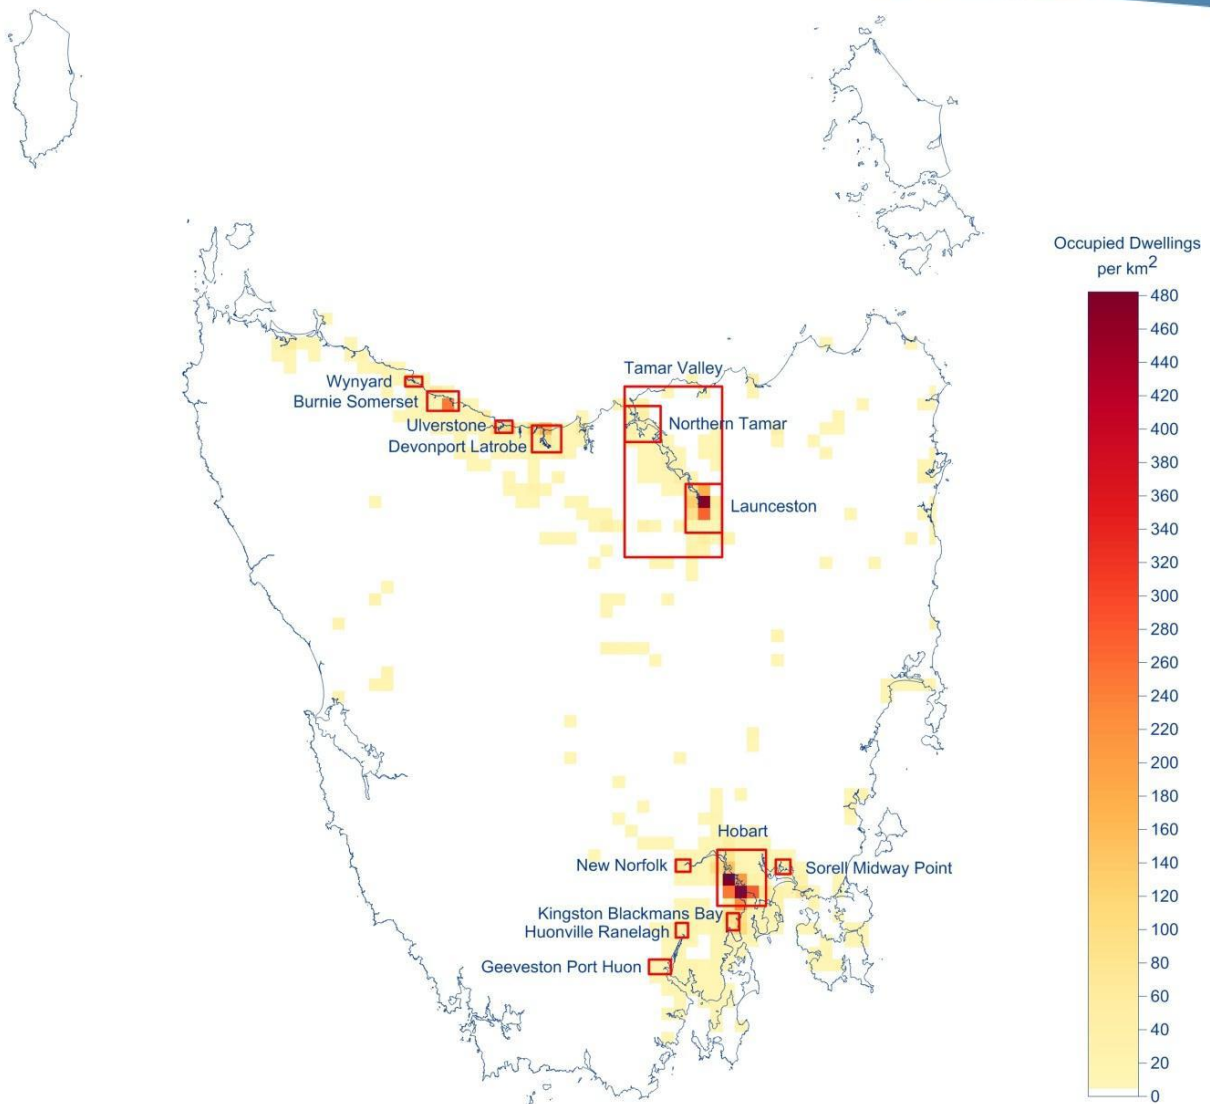 Occupied Dwellings
per km2
480
460
440
420
400
380
360
340
320
300
280
260
240
220
200
180
160
140
120
100
80
60
40
20
0
Tamar Valley
Wynyard
Burnie Somerset
Ulverstone
Northern Tamar
Devonport Latrobe
Launceston
Hobart
New Norfolk
Sorell Midway Point
Kingston Blackmans Bay
Huonville Ranelagh
Geeveston Port Huon